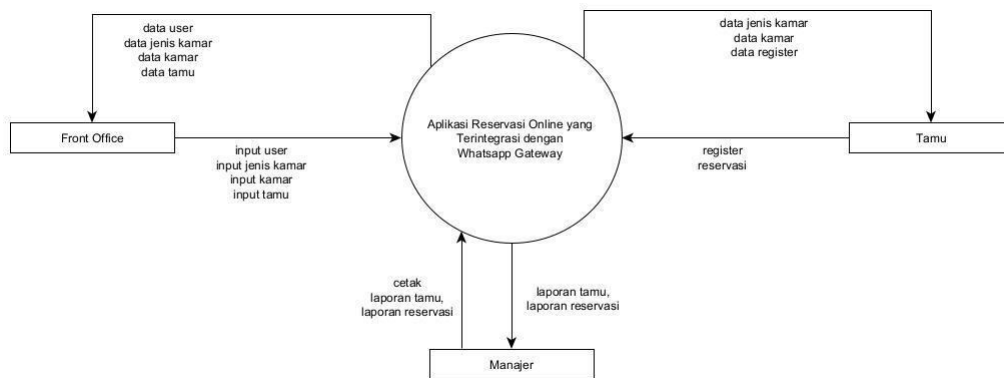 data user
data jenis kamar
data kamar
data tamu
data jenis kamar
data kamar
data register
Front Office
Aplikasi Reservasi Online yang
Terintegrasi dengan
Whatsapp Gateway
Tamu
input user
input jenis kamar
input kamar
input tamu
register
reservasi
cetak
laporan tamu,
laporan reservasi
laporan tamu,
laporan reservasi
Manajer